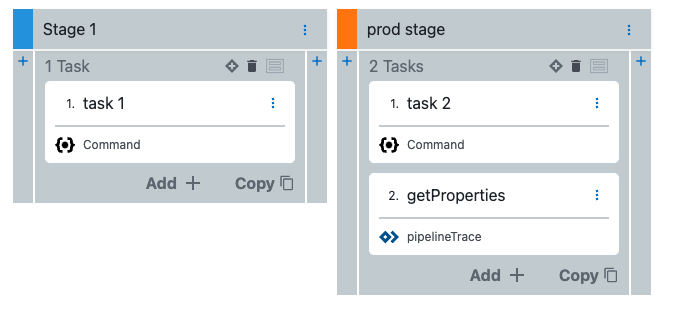 Stage 1
1 Task
1. task 1
Command
Add
Copy
prod stage
2 Tasks
1. task 2
Command
2. getProperties
pipelineTrace
Add
Copy